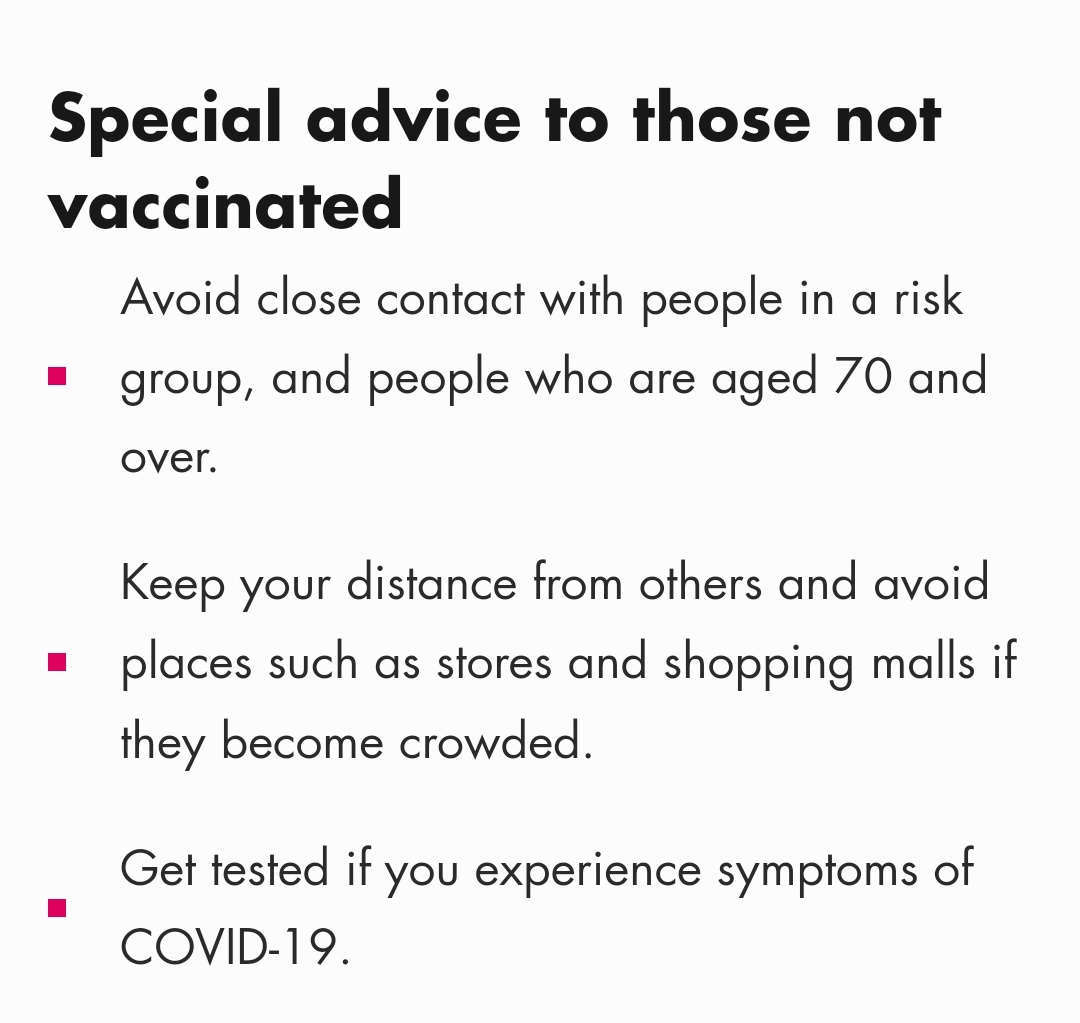 Special advice to those not
vaccinated
Avoid close contact with people in a risk
group, and people who are aged 70 and
over.
Keep your distance from others and avoid
places such as stores and shopping malls if
they become crowded.
Get tested if you experience symptoms of
COVID-19.